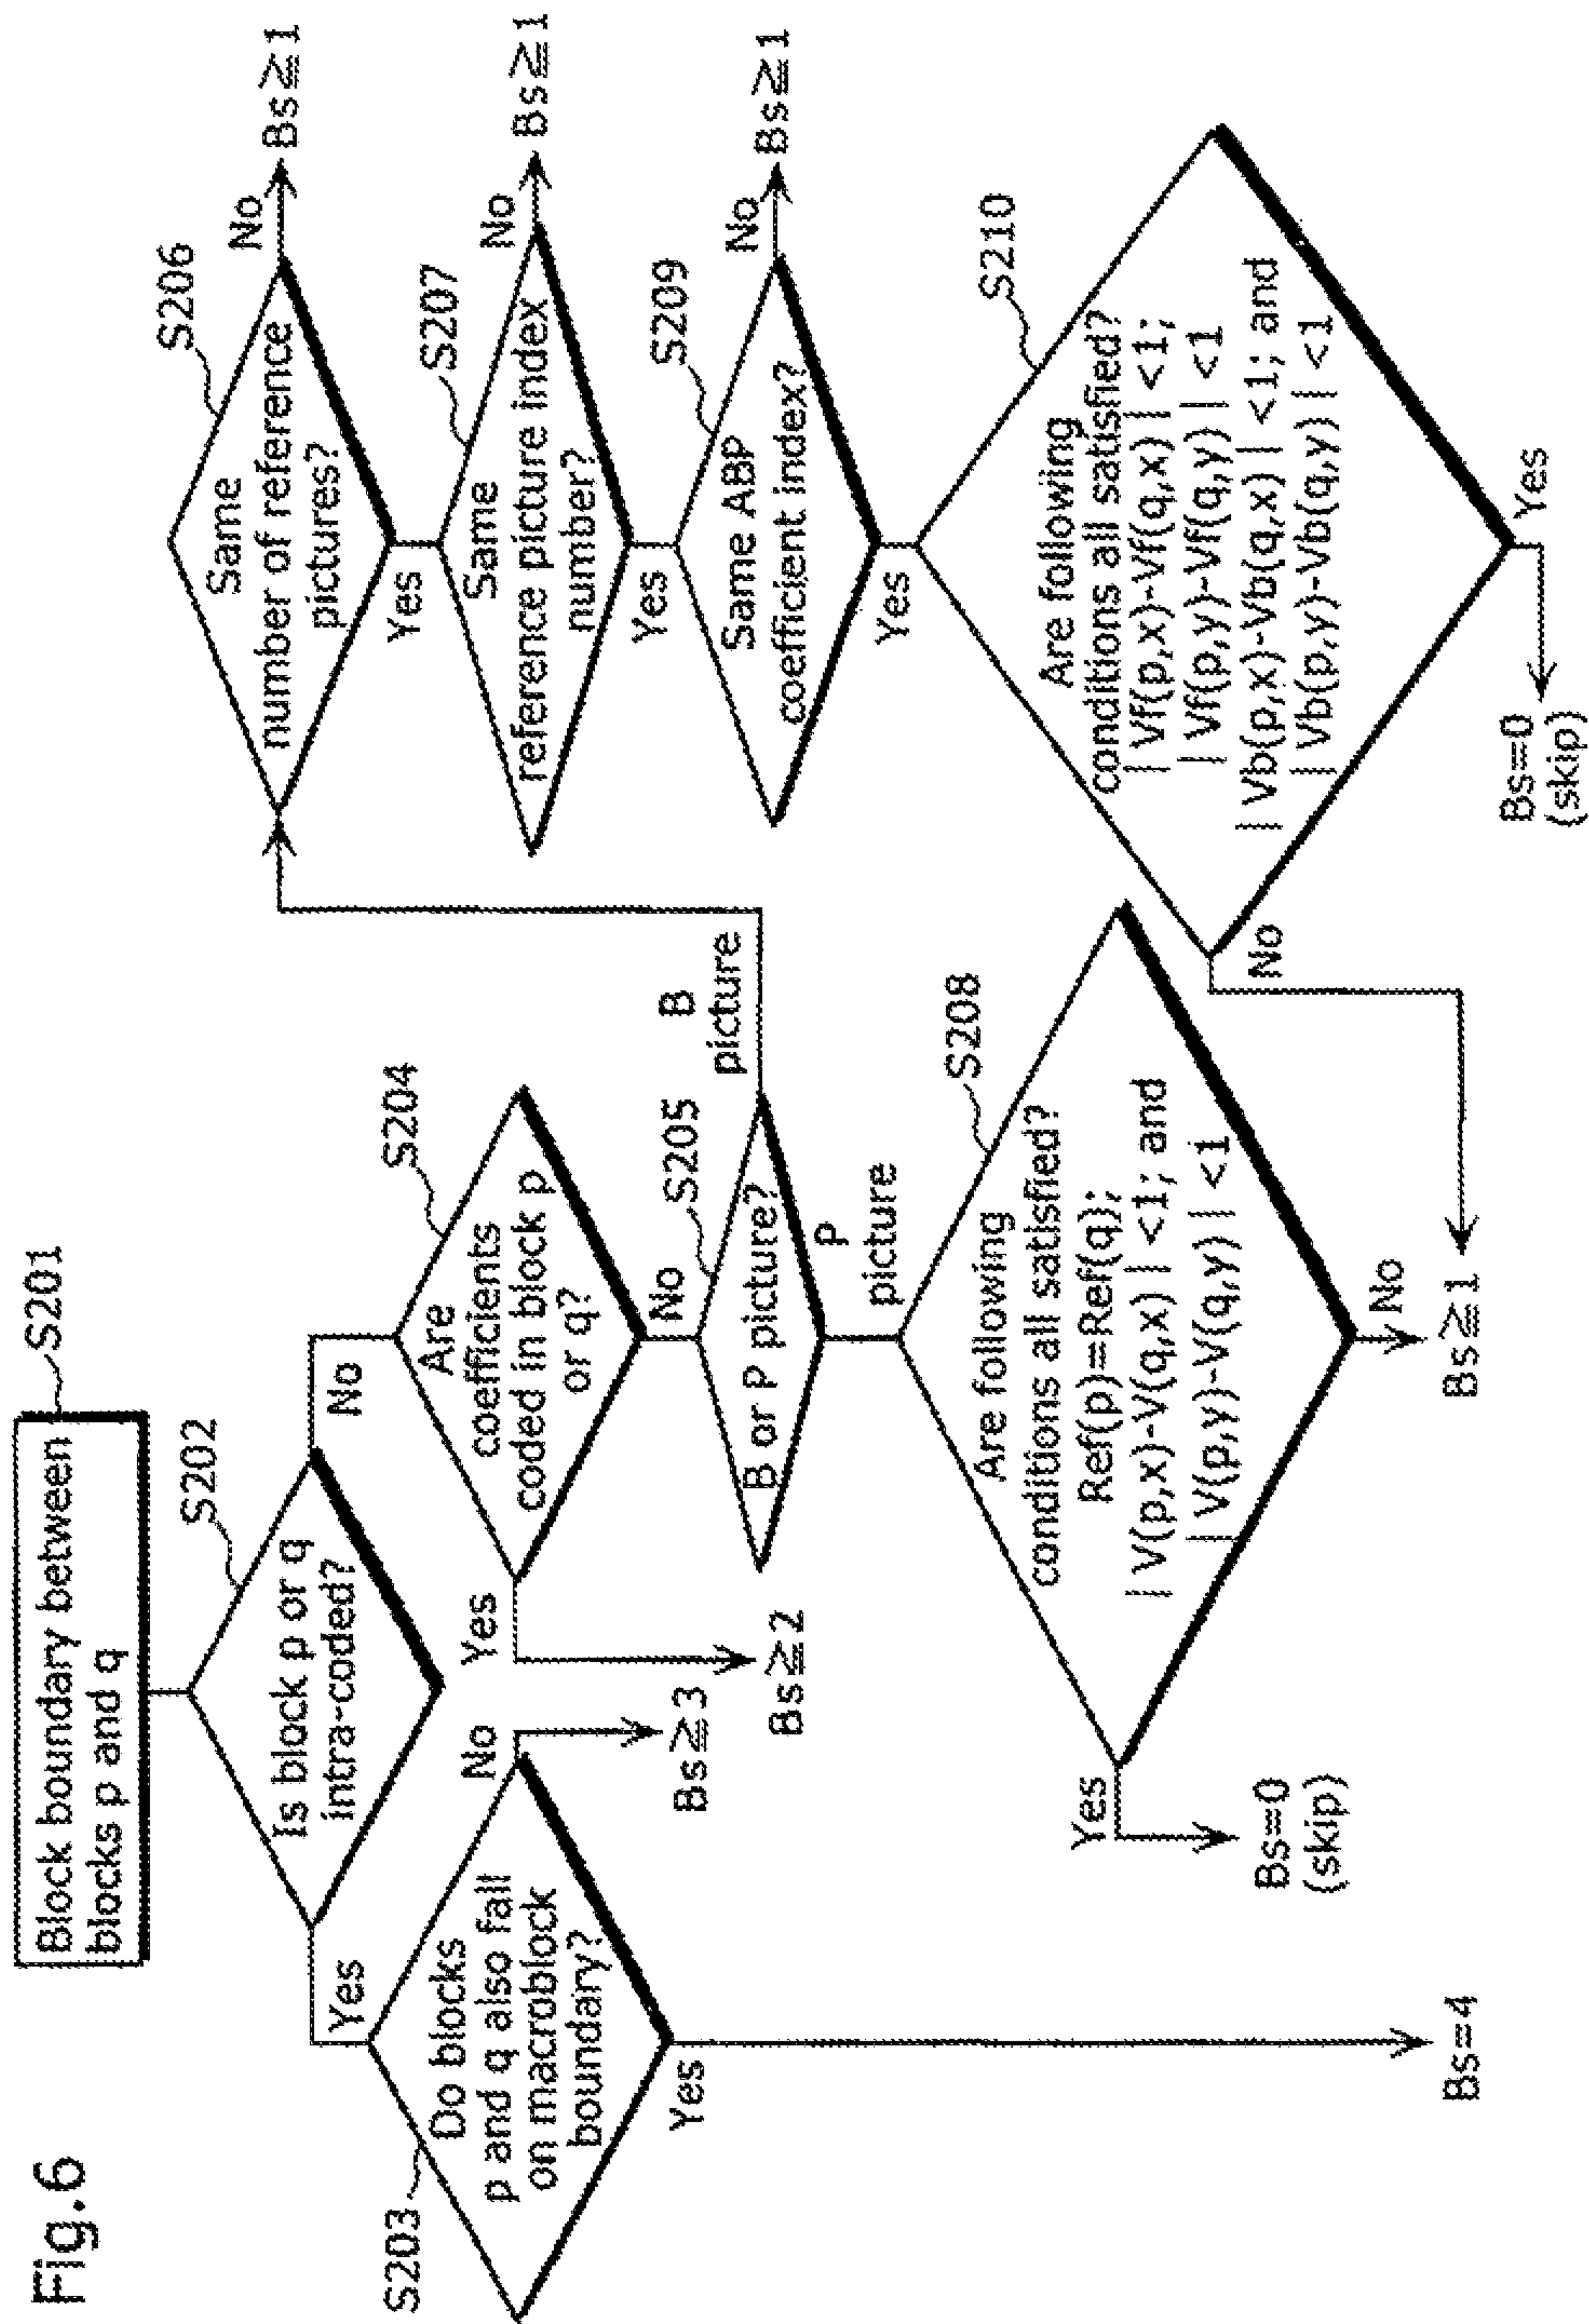 Fig.6
Block boundary between
blocks p and q
S201
Is block p or q
intra-coded?
S202
Yes
No
Do blocks
p and q also fall
on macroblock
boundary?
S203
No
Bs≧3
Yes
Bs=4
Are
coefficients
coded in block p
or q?
S204
Yes
Bs≧2
No
B or P picture?
S205
B
picture
P
picture
Are following
conditions all satisfied?
Ref(p)=Ref(q);
| V(p,x)-V(q,x) | <1; and
| V(p,y)-V(q,y) | <1
S208
Yes
Bs=0
(skip)
No
Bs≧1
Same
number of reference
pictures?
S206
No
Bs≧1
Yes
Same
reference picture index
number?
S207
No
Bs≧1
Yes
Same ABP
coefficient index?
S209
No
Bs≧1
Yes
Are following
conditions all satisfied?
| Vf(p,x)-Vf(q,x) | <1;
| Vf(p,y)-Vf(q,y) | <1
| Vb(p,x)-Vb(q,x) | <1; and
| Vb(p,y)-Vb(q,y) | <1
S210
No
Yes
Bs=0
(skip)